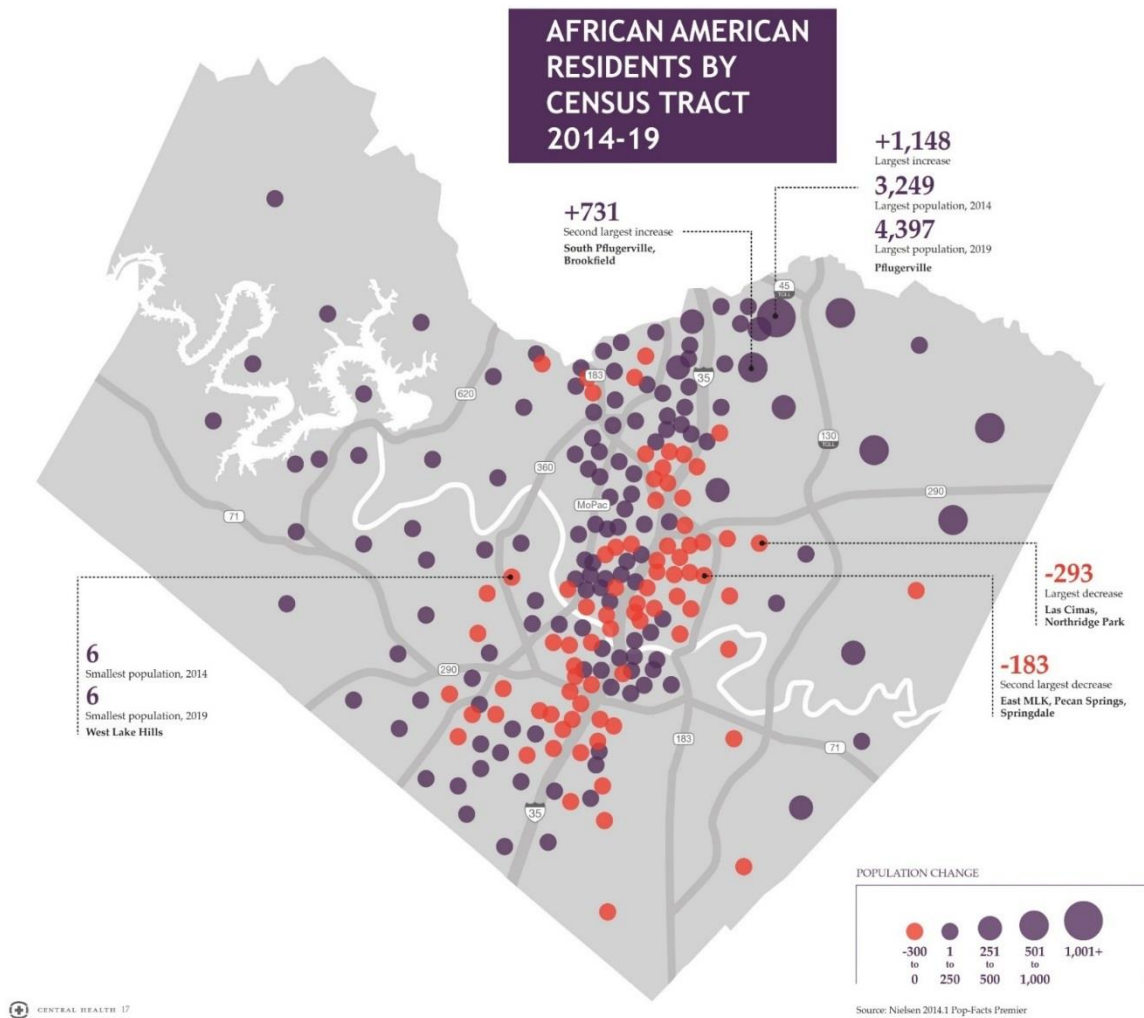 AFRICAN AMERICAN
RESIDENTS BY
CENSUS TRACT
2014-19
+1,148
Largest increase
3,249
Largest population, 2014
4,397
Largest population, 2019
Pflugerville
+731
Second largest increase
South Pflugerville,
Brookfield
45
TOLL
183
35
620
130
TOLL
360
290
MoPac
71
-293
Largest decrease
Las Cimas,
Northridge Park
6
Smallest population, 2014
6
Smallest population, 2019
West Lake Hills
290
-183
Second largest decrease
East MLK, Pecan Springs,
Springdale
183
71
35
POPULATION CHANGE
-300 1 251 501 1,001+
to to to to
0 250 500 1,000
CENTRAL HEALTH 17
Source: Nielsen 2014.1 Pop-Facts Premier